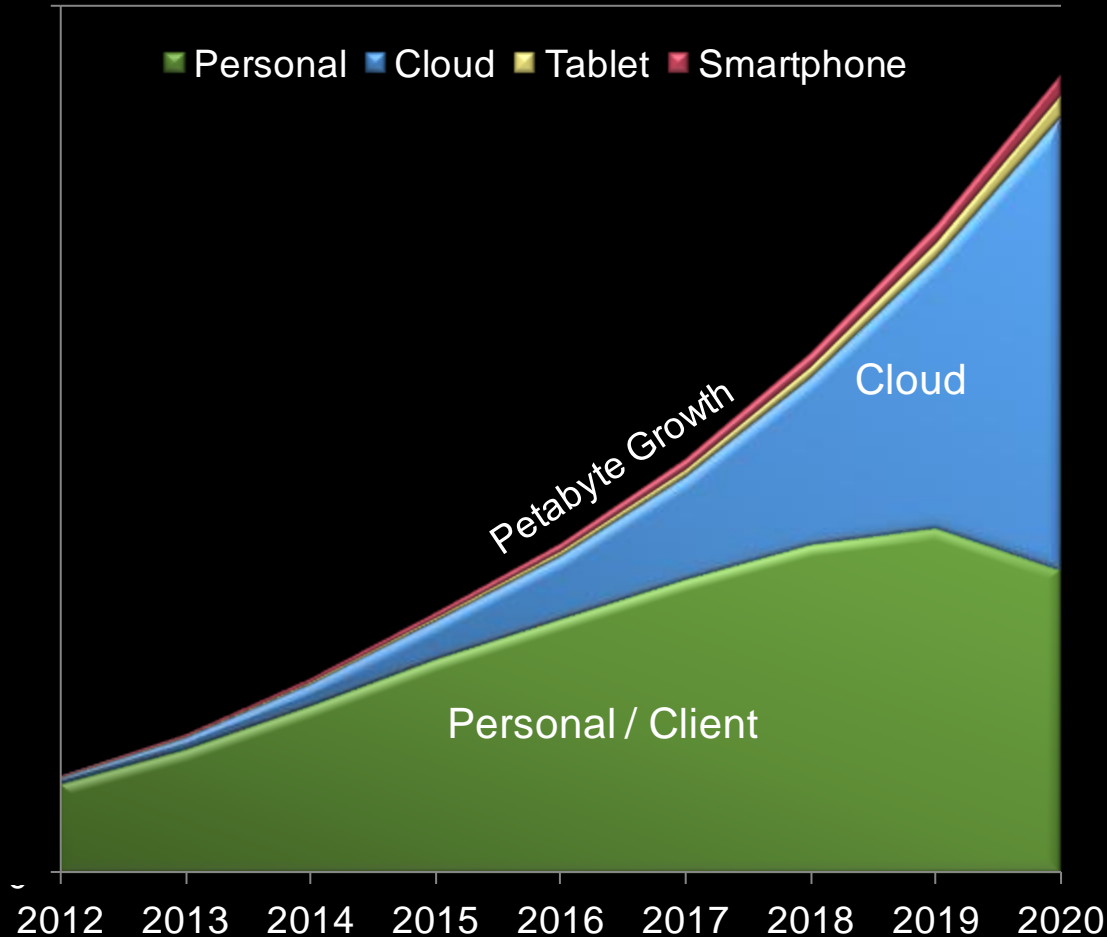 Personal Cloud Tablet Smartphone
Petabyte Growth
Cloud
Personal / Client
2012 2013 2014 2015 2016 2017 2018 2019 2020